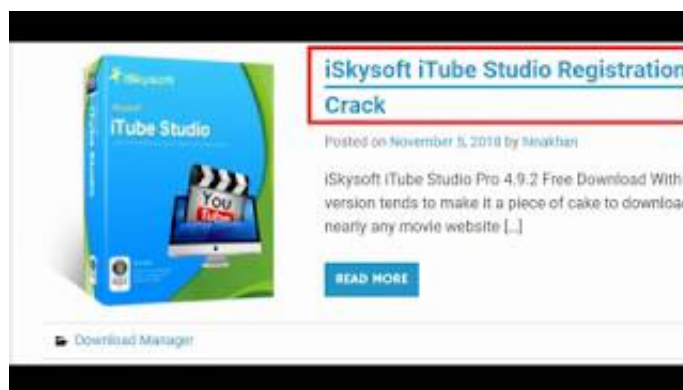 iSkysoft
iTube Studio
You
Tube
iSkysoft iTube Studio Registration
Crack
Posted on November 5, 2018 by
iSkysoft iTube Studio Pro 4.9.2 Free Download With
version tends to make it a piece of cake to downloa
nearly any movie website [...]
READ MORE
Download Manager